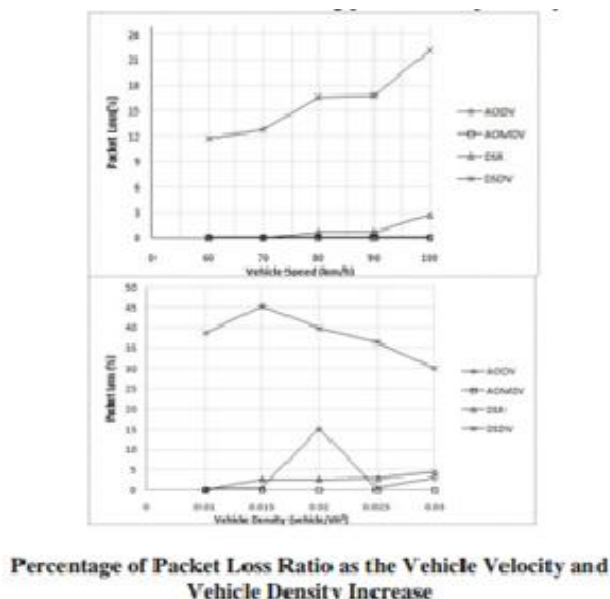 24
21
18
15
12
9
6
3
0
Packet Loss(%)
60 70 80 90 100
Vehicle Speed (km/h)
AODV
AOMDV
DSR
DSDV
50
45
40
35
30
25
20
15
10
5
0
Packet Loss (%)
0 0.01 0.015 0.02 0.025 0.03
Vehicle Density (vehicle/
AODV
AOMDV
DSR
DSDV
Percentage of Packet Loss Ratio as the Vehicle Velocity and
Vehicle Density Increase